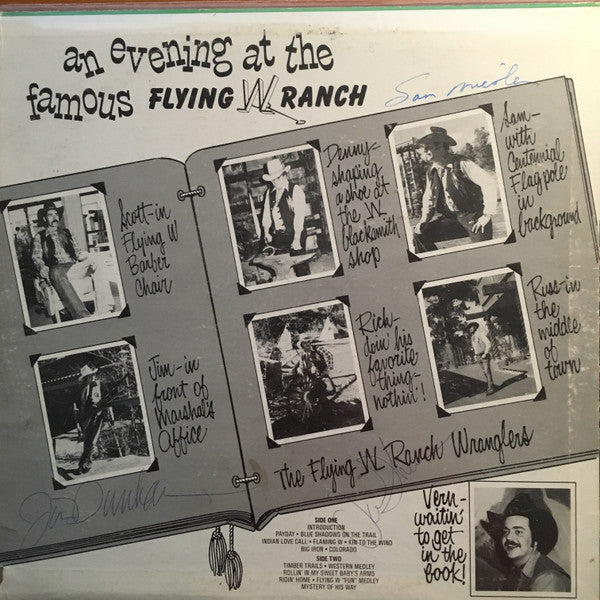 an evening at the
famous FLYING W RANCH
Sam
Scott-in
Flying W
Barber
Chair
Denny-
shaping
a shoe at
the W
blacksmith
shop
Sam-
with
Centennial
Flagpole
in
background
Jim-in
front of
Marshal's
Office
Rich-
doin' his
favorite
thing-
nothin'!
Russ-in
the
middle
of
town
The Flying W Ranch Wranglers
Vern-
waitin'
to get
in the
book!
SIDE ONE
INTRODUCTION
PAYDAY • BLUE SHADOWS ON THE TRAIL
INDIAN LOVE CALL • FLAMING W • KIN TO THE WIND
BIG IRON • COLORADO
SIDE TWO
TIMBER TRAILS • WESTERN MEDLEY
ROLLIN' IN MY SWEET BABY'S ARMS
RIDIN' HOME • FLYING W "FUN" MEDLEY
MYSTERY OF HIS WAY